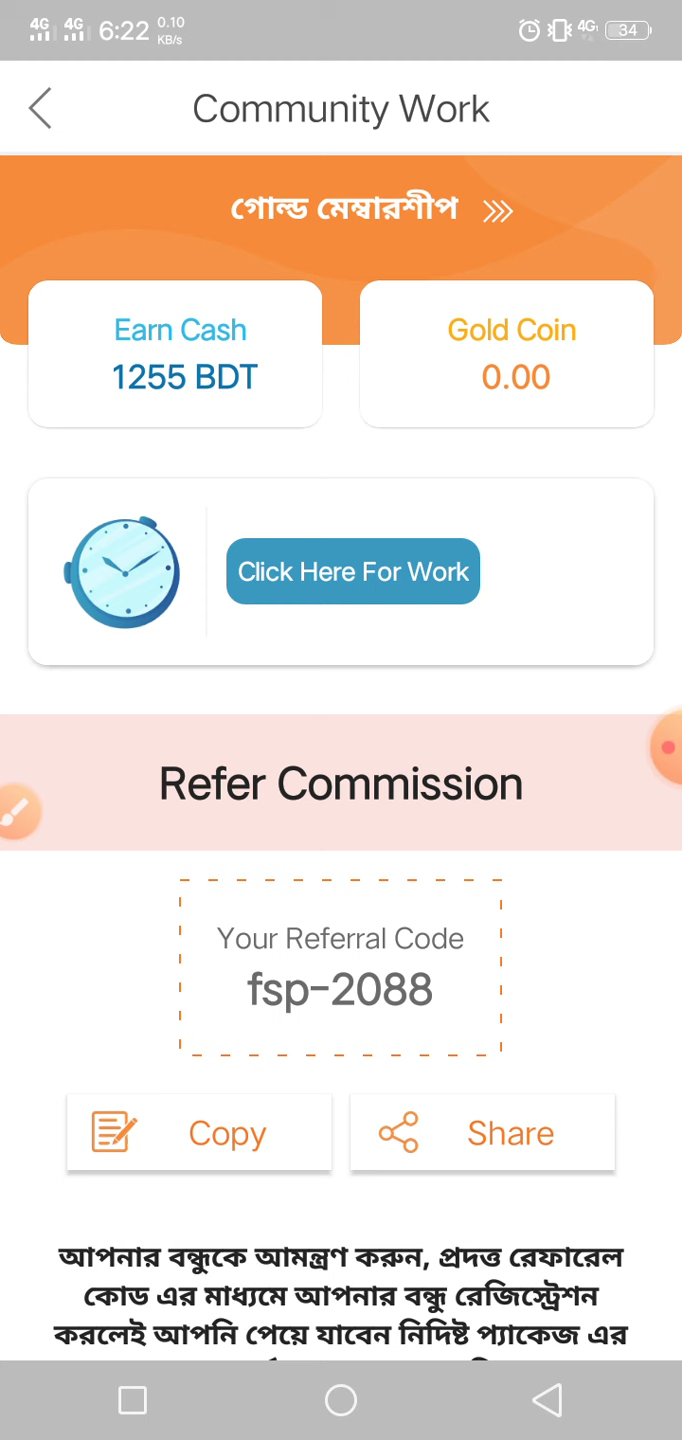 4G 4G 6:22 0.10 KB/s 4G 34
Community Work
গোল্ড মেম্বারশীপ
Earn Cash
1255 BDT
Gold Coin
0.00
Click Here For Work
Refer Commission
Your Referral Code
fsp-2088
Copy
Share
আপনার বন্ধুকে আমন্ত্রণ করুন, প্রদত্ত রেফারেল
কোড এর মাধ্যমে আপনার বন্ধু রেজিস্ট্রেশন
করলেই আপনি পেয়ে যাবেন নিদিষ্ট প্যাকেজ এর